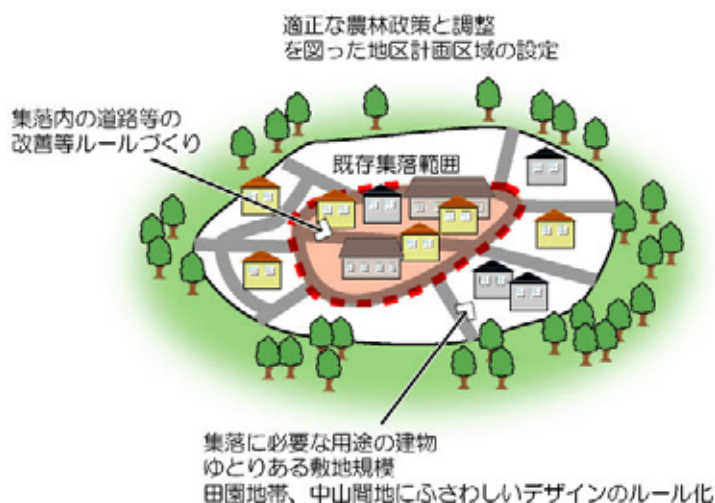 適正な農林政策と調整
を図った地区計画区域の設定
集落内の道路等の
改善等ルールづくり
既存集落範囲
集落に必要な用途の建物
ゆとりある敷地規模
田園地帯、中山間地にふさわしいデザインのルール化